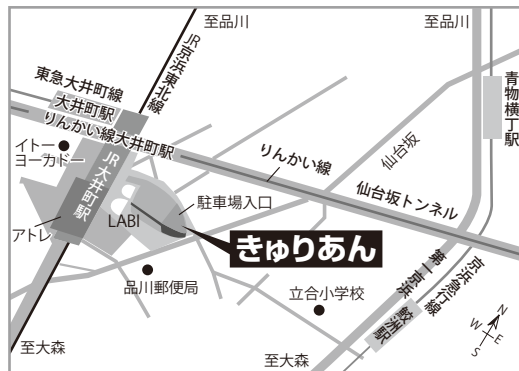 至品川
至品川
JR京浜東北線
東急大井町線
大井町駅
りんかい線大井町駅
イトー
ヨーカドー
JR大井町駅
りんかい線
仙台坂
青物横丁駅
仙台坂トンネル
駐車場入口
アトレ
LABI
きゅりあん
品川郵便局
立合小学校
第一京浜
京浜急行線
鮫洲駅
至大森
至大森
N
W
E
S